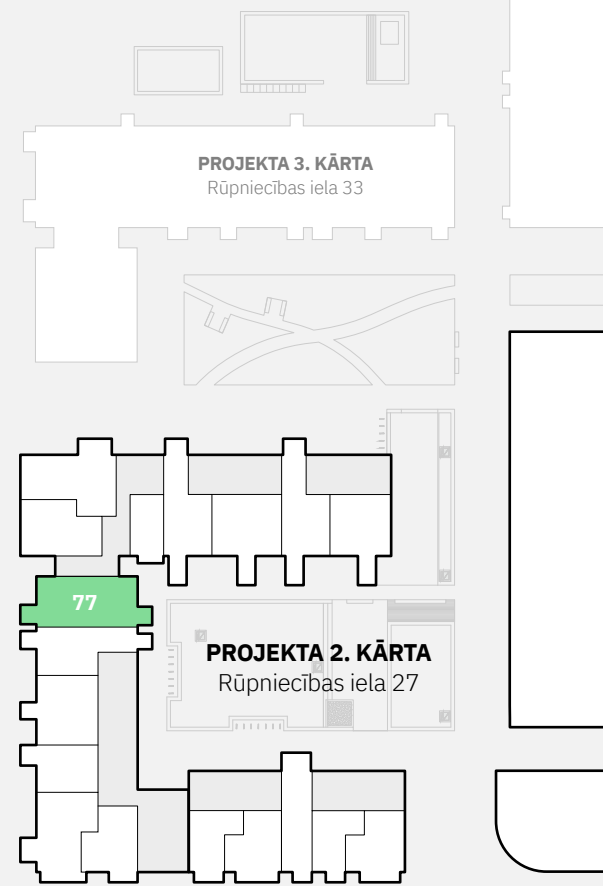 PROJEKTA 3. KĀRTA
Rūpniecības iela 33
77
PROJEKTA 2. KĀRTA
Rūpniecības iela 27